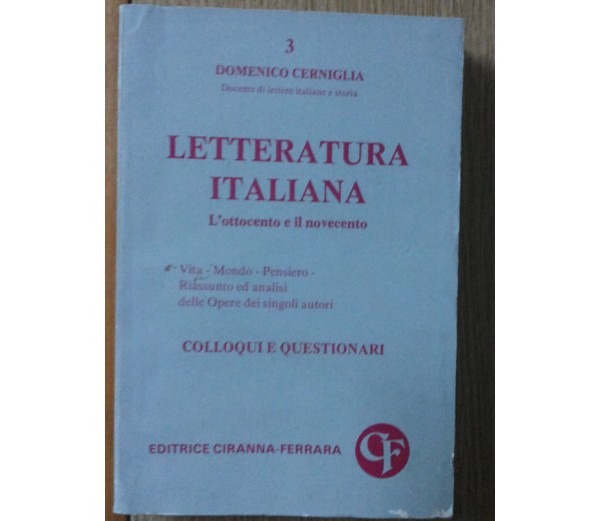 3
DOMENICO CERNIGLIA
Docente di lettere italiane e storia
LETTERATURA
ITALIANA
L'ottocento e il novecento
Vita - Mondo - Pensiero -
Riassunto ed analisi
delle Opere dei singoli autori
COLLOQUI E QUESTIONARI
EDITRICE CIRANNA-FERRARA
CF